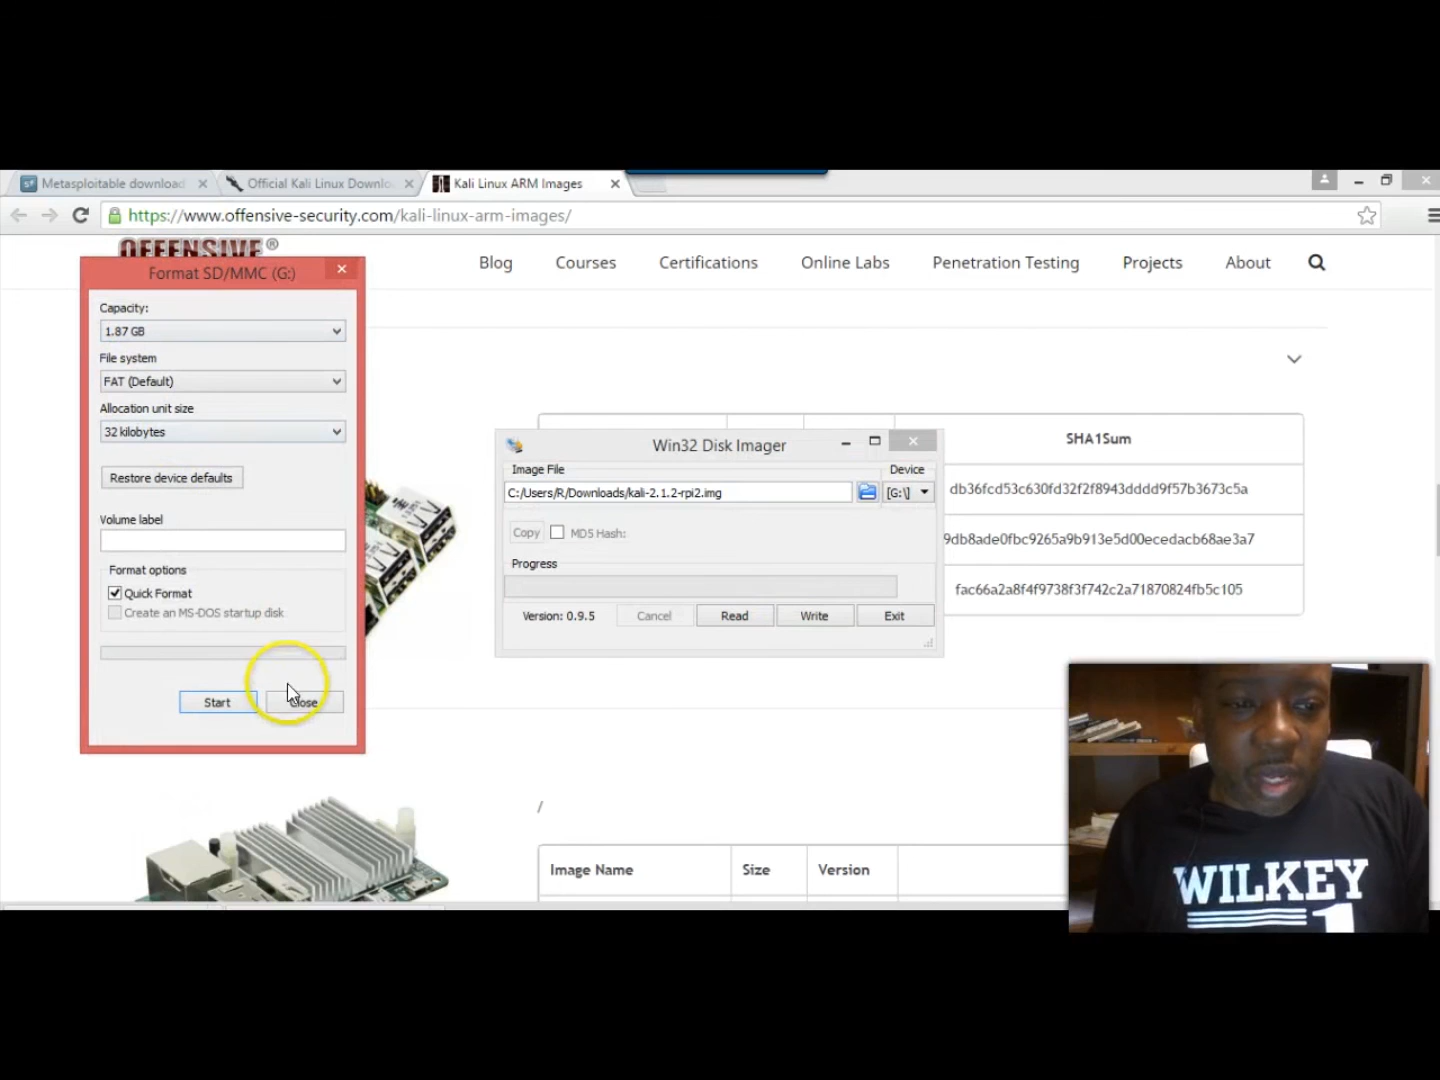 Metasploitable download
Official Kali Linux Downlo
Kali Linux ARM Images
https://www.offensive-security.com/kali-linux-arm-images/
OFFENSIVE®
Blog
Courses
Certifications
Online Labs
Penetration Testing
Projects
About
Format SD/MMC (G:)
Capacity:
1.87 GB
File system
FAT (Default)
Allocation unit size
32 kilobytes
Restore device defaults
Volume label
Format options
Quick Format
Create an MS-DOS startup disk
Start
Close
Win32 Disk Imager
Image File
Device
C:/Users/R/Downloads/kali-2.1.2-rpi2.img
[G:\]
Copy
MD5 Hash:
Progress
Version: 0.9.5
Cancel
Read
Write
Exit
SHA1Sum
db36fcd53c630fd32f2f8943dddd9f57b3673c5a
9db8ade0fbc9265a9b913e5d00ecedacb68ae3a7
fac66a2a8f4f9738f3f742c2a71870824fb5c105
/
Image Name
Size
Version
WILKEY
1